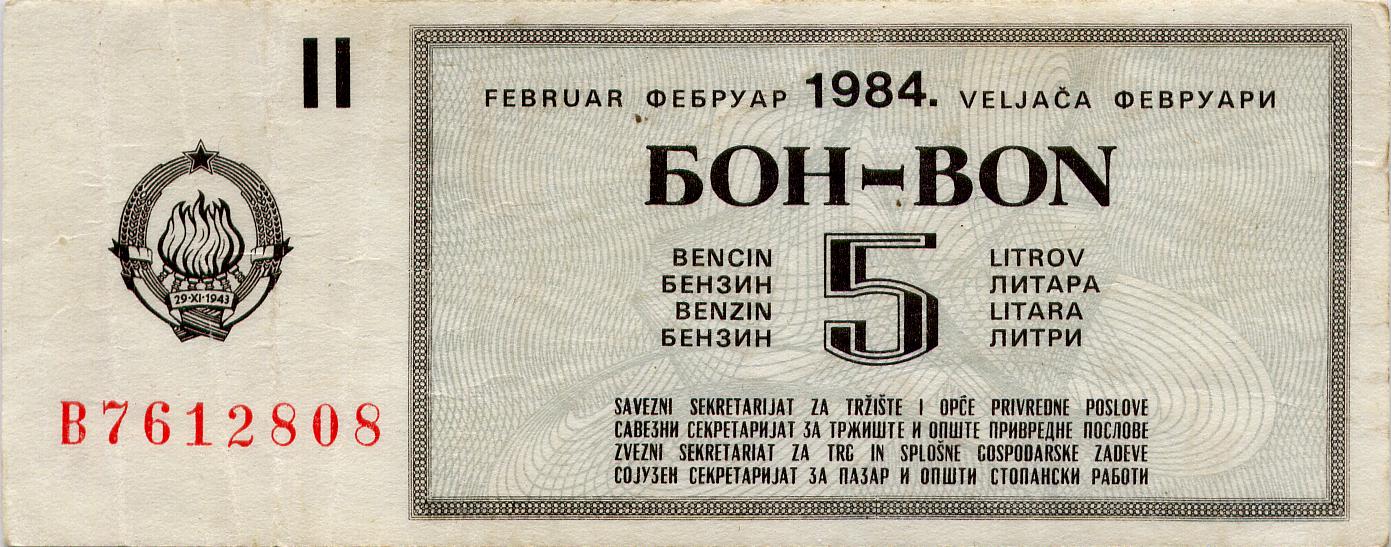 II
FEBRUAR ФЕБРУАР 1984. VELJAČA ФЕВРУАРИ
БОН-BON
BENCIN 5 LITROV
БЕНЗИН ЛИТАРА
BENZIN LITARA
БЕНЗИН ЛИТРИ
29·XI·1943
B7612808
SAVEZNI SEKRETARIJAT ZA TRŽIŠTE I OPĆE PRIVREDNE POSLOVE
САВЕЗНИ СЕКРЕТАРИЈАТ ЗА ТРЖИШТЕ И ОПШТЕ ПРИВРЕДНЕ ПОСЛОВЕ
ZVEZNI SEKRETARIAT ZA TRG IN SPLOŠNE GOSPODARSKE ZADEVE
СОЈУЗЕН СЕКРЕТАРИЈАТ ЗА ПАЗАР И ОПШТИ СТОПАНСКИ РАБОТИ